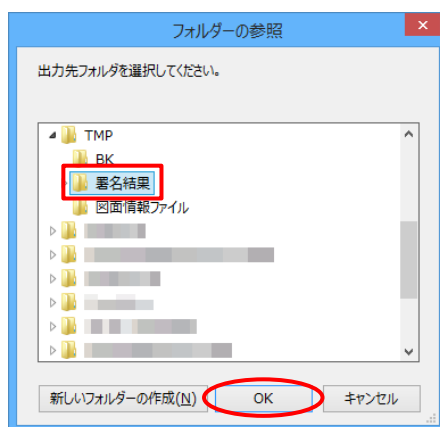 フォルダーの参照
出力先フォルダを選択してください。
TMP
BK
署名結果
図面情報ファイル
新しいフォルダーの作成(N) OK キャンセル